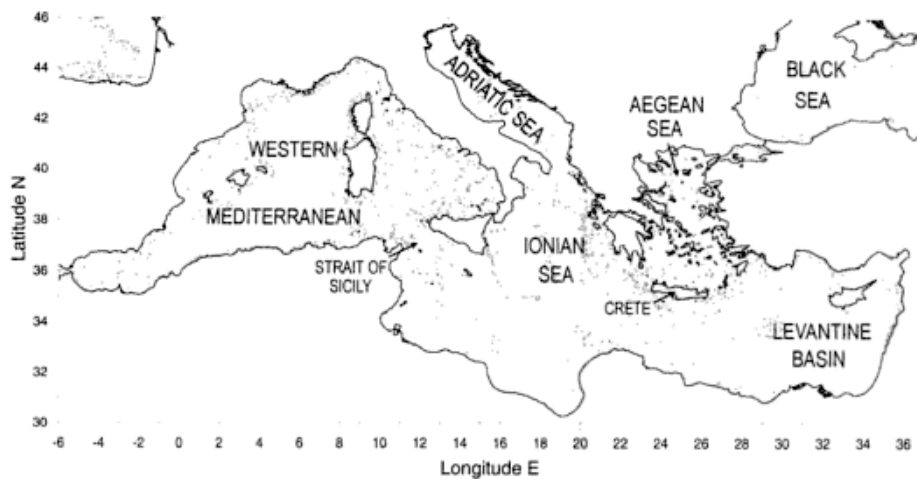 46
44
42
40
38
36
34
32
30
Latitude N
-6 -4 -2 0 2 4 6 8 10 12 14 16 18 20 22 24 26 28 30 32 34 36
Longitude E
WESTERN
MEDITERRANEAN
ADRIATIC SEA
AEGEAN
SEA
BLACK
SEA
STRAIT OF
SICILY
IONIAN
SEA
CRETE
LEVANTINE
BASIN